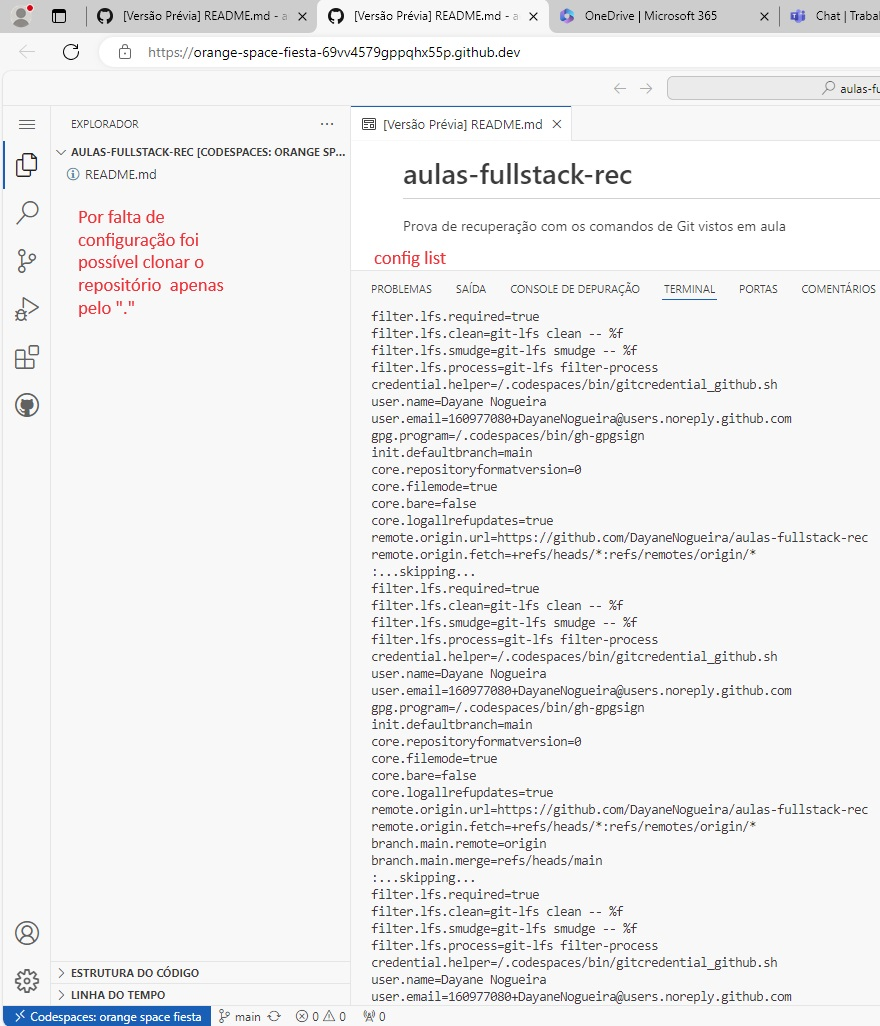 [Versão Prévia] README.md - a
[Versão Prévia] README.md - a
OneDrive | Microsoft 365
Chat | Trabal
https://orange-space-fiesta-69vv4579gppqhx55p.github.dev
aulas-fu
EXPLORADOR
[Versão Prévia] README.md
AULAS-FULLSTACK-REC [CODESPACES: ORANGE SP...
README.md
aulas-fullstack-rec
Por falta de
configuração foi
possível clonar o
repositório apenas
pelo "."
Prova de recuperação com os comandos de Git vistos em aula
config list
PROBLEMAS SAÍDA CONSOLE DE DEPURAÇÃO TERMINAL PORTAS COMENTÁRIOS
filter.lfs.required=true
filter.lfs.clean=git-lfs clean -- %f
filter.lfs.smudge=git-lfs smudge -- %f
filter.lfs.process=git-lfs filter-process
credential.helper=/.codespaces/bin/gitcredential_github.sh
user.name=Dayane Nogueira
user.email=160977080+DayaneNogueira@users.noreply.github.com
gpg.program=/.codespaces/bin/gh-gpgsign
init.defaultbranch=main
core.repositoryformatversion=0
core.filemode=true
core.bare=false
core.logallrefupdates=true
remote.origin.url=https://github.com/DayaneNogueira/aulas-fullstack-rec
remote.origin.fetch=+refs/heads/*:refs/remotes/origin/*
:...skipping...
filter.lfs.required=true
filter.lfs.clean=git-lfs clean -- %f
filter.lfs.smudge=git-lfs smudge -- %f
filter.lfs.process=git-lfs filter-process
credential.helper=/.codespaces/bin/gitcredential_github.sh
user.name=Dayane Nogueira
user.email=160977080+DayaneNogueira@users.noreply.github.com
gpg.program=/.codespaces/bin/gh-gpgsign
init.defaultbranch=main
core.repositoryformatversion=0
core.filemode=true
core.bare=false
core.logallrefupdates=true
remote.origin.url=https://github.com/DayaneNogueira/aulas-fullstack-rec
remote.origin.fetch=+refs/heads/*:refs/remotes/origin/*
branch.main.remote=origin
branch.main.merge=refs/heads/main
:...skipping...
filter.lfs.required=true
filter.lfs.clean=git-lfs clean -- %f
filter.lfs.smudge=git-lfs smudge -- %f
filter.lfs.process=git-lfs filter-process
credential.helper=/.codespaces/bin/gitcredential_github.sh
user.name=Dayane Nogueira
user.email=160977080+DayaneNogueira@users.noreply.github.com
ESTRUTURA DO CÓDIGO
LINHA DO TEMPO
Codespaces: orange space fiesta main 0 0 0